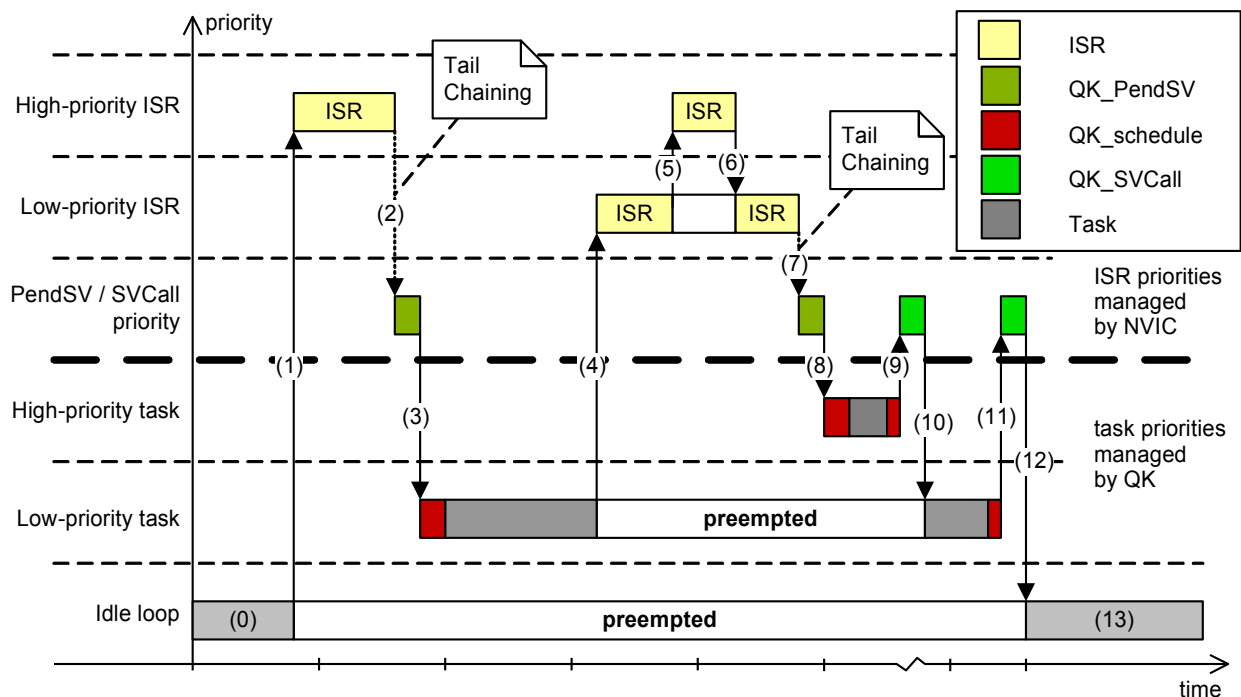 priority
Tail
Chaining
ISR
QK_PendSV
QK_schedule
QK_SVCall
Task
High-priority ISR
ISR
ISR
Tail
Chaining
(5)
(6)
Low-priority ISR
(2)
ISR
ISR
(7)
PendSV / SVCall
priority
ISR priorities
managed
by NVIC
(1)
(4)
(8)
(9)
High-priority task
(3)
(10)
(11)
task priorities
managed
by QK
(12)
Low-priority task
preempted
Idle loop
(0)
preempted
(13)
time